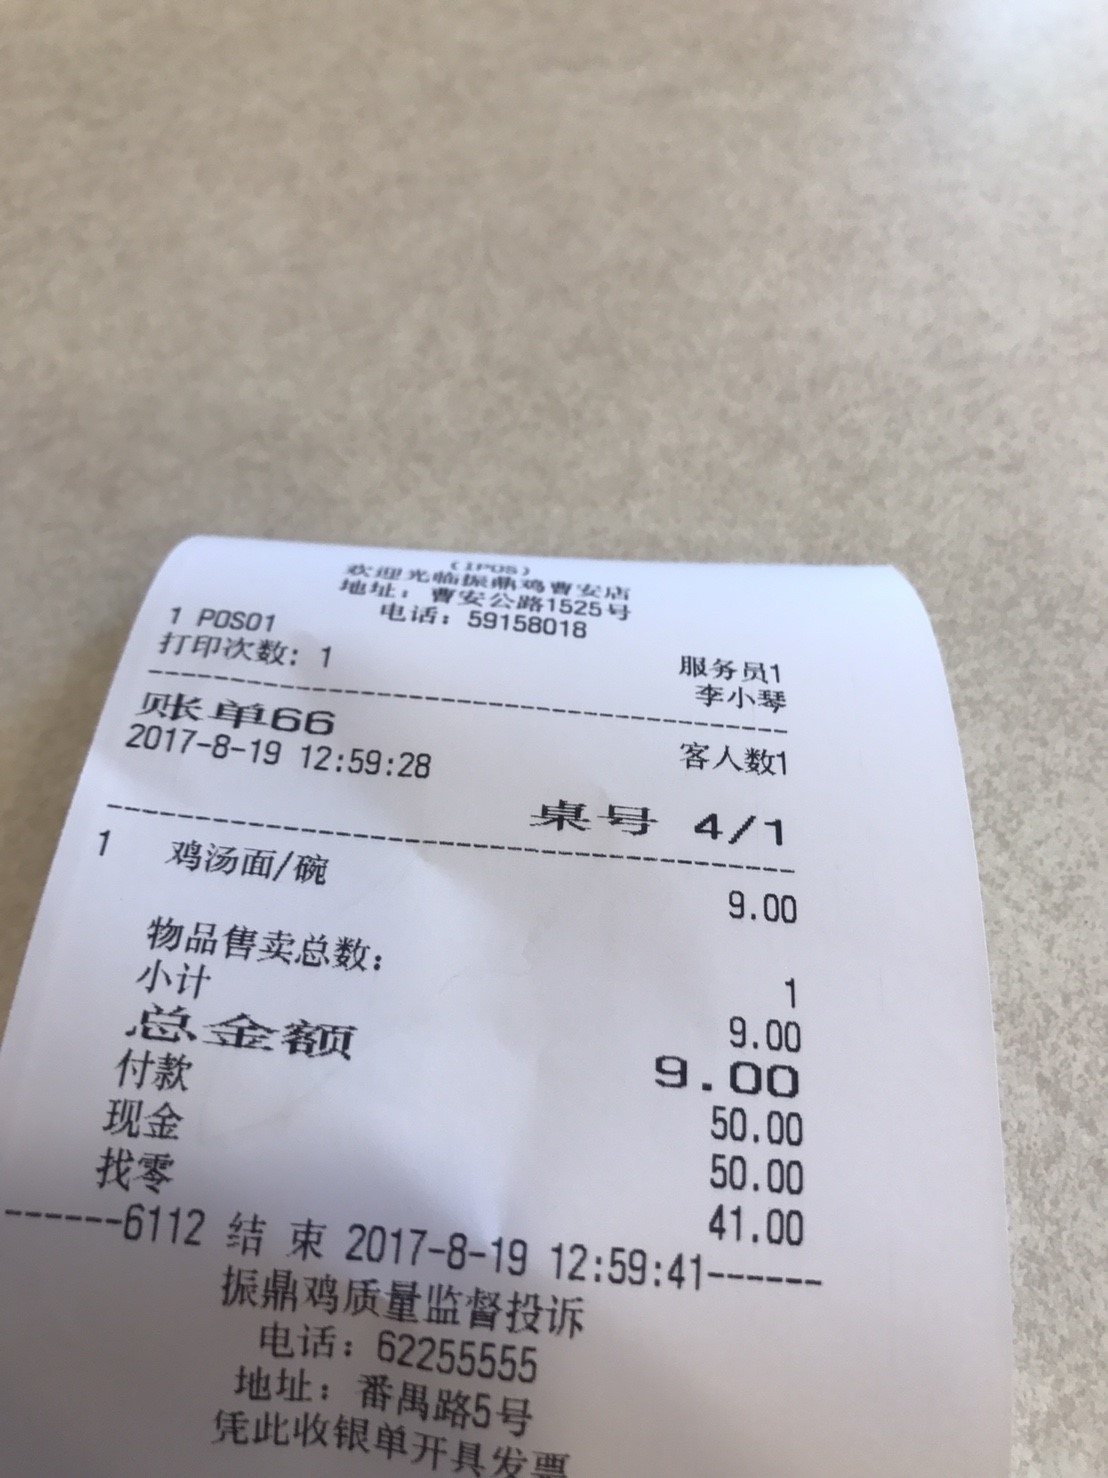 (IPOS)
欢迎光临振鼎鸡曹安店
地址：曹安公路1525号
电话：59158018
1 POS01 服务员1
打印次数：1 李小琴
账单66 客人数1
2017-8-19 12:59:28
桌号 4/1
1 鸡汤面/碗 9.00
物品售卖总数： 1
小计 9.00
总金额 9.00
付款 50.00
现金 50.00
找零 41.00
------6112 结 束 2017-8-19 12:59:41------
振鼎鸡质量监督投诉
电话：62255555
地址：番禺路5号
凭此收银单开具发票